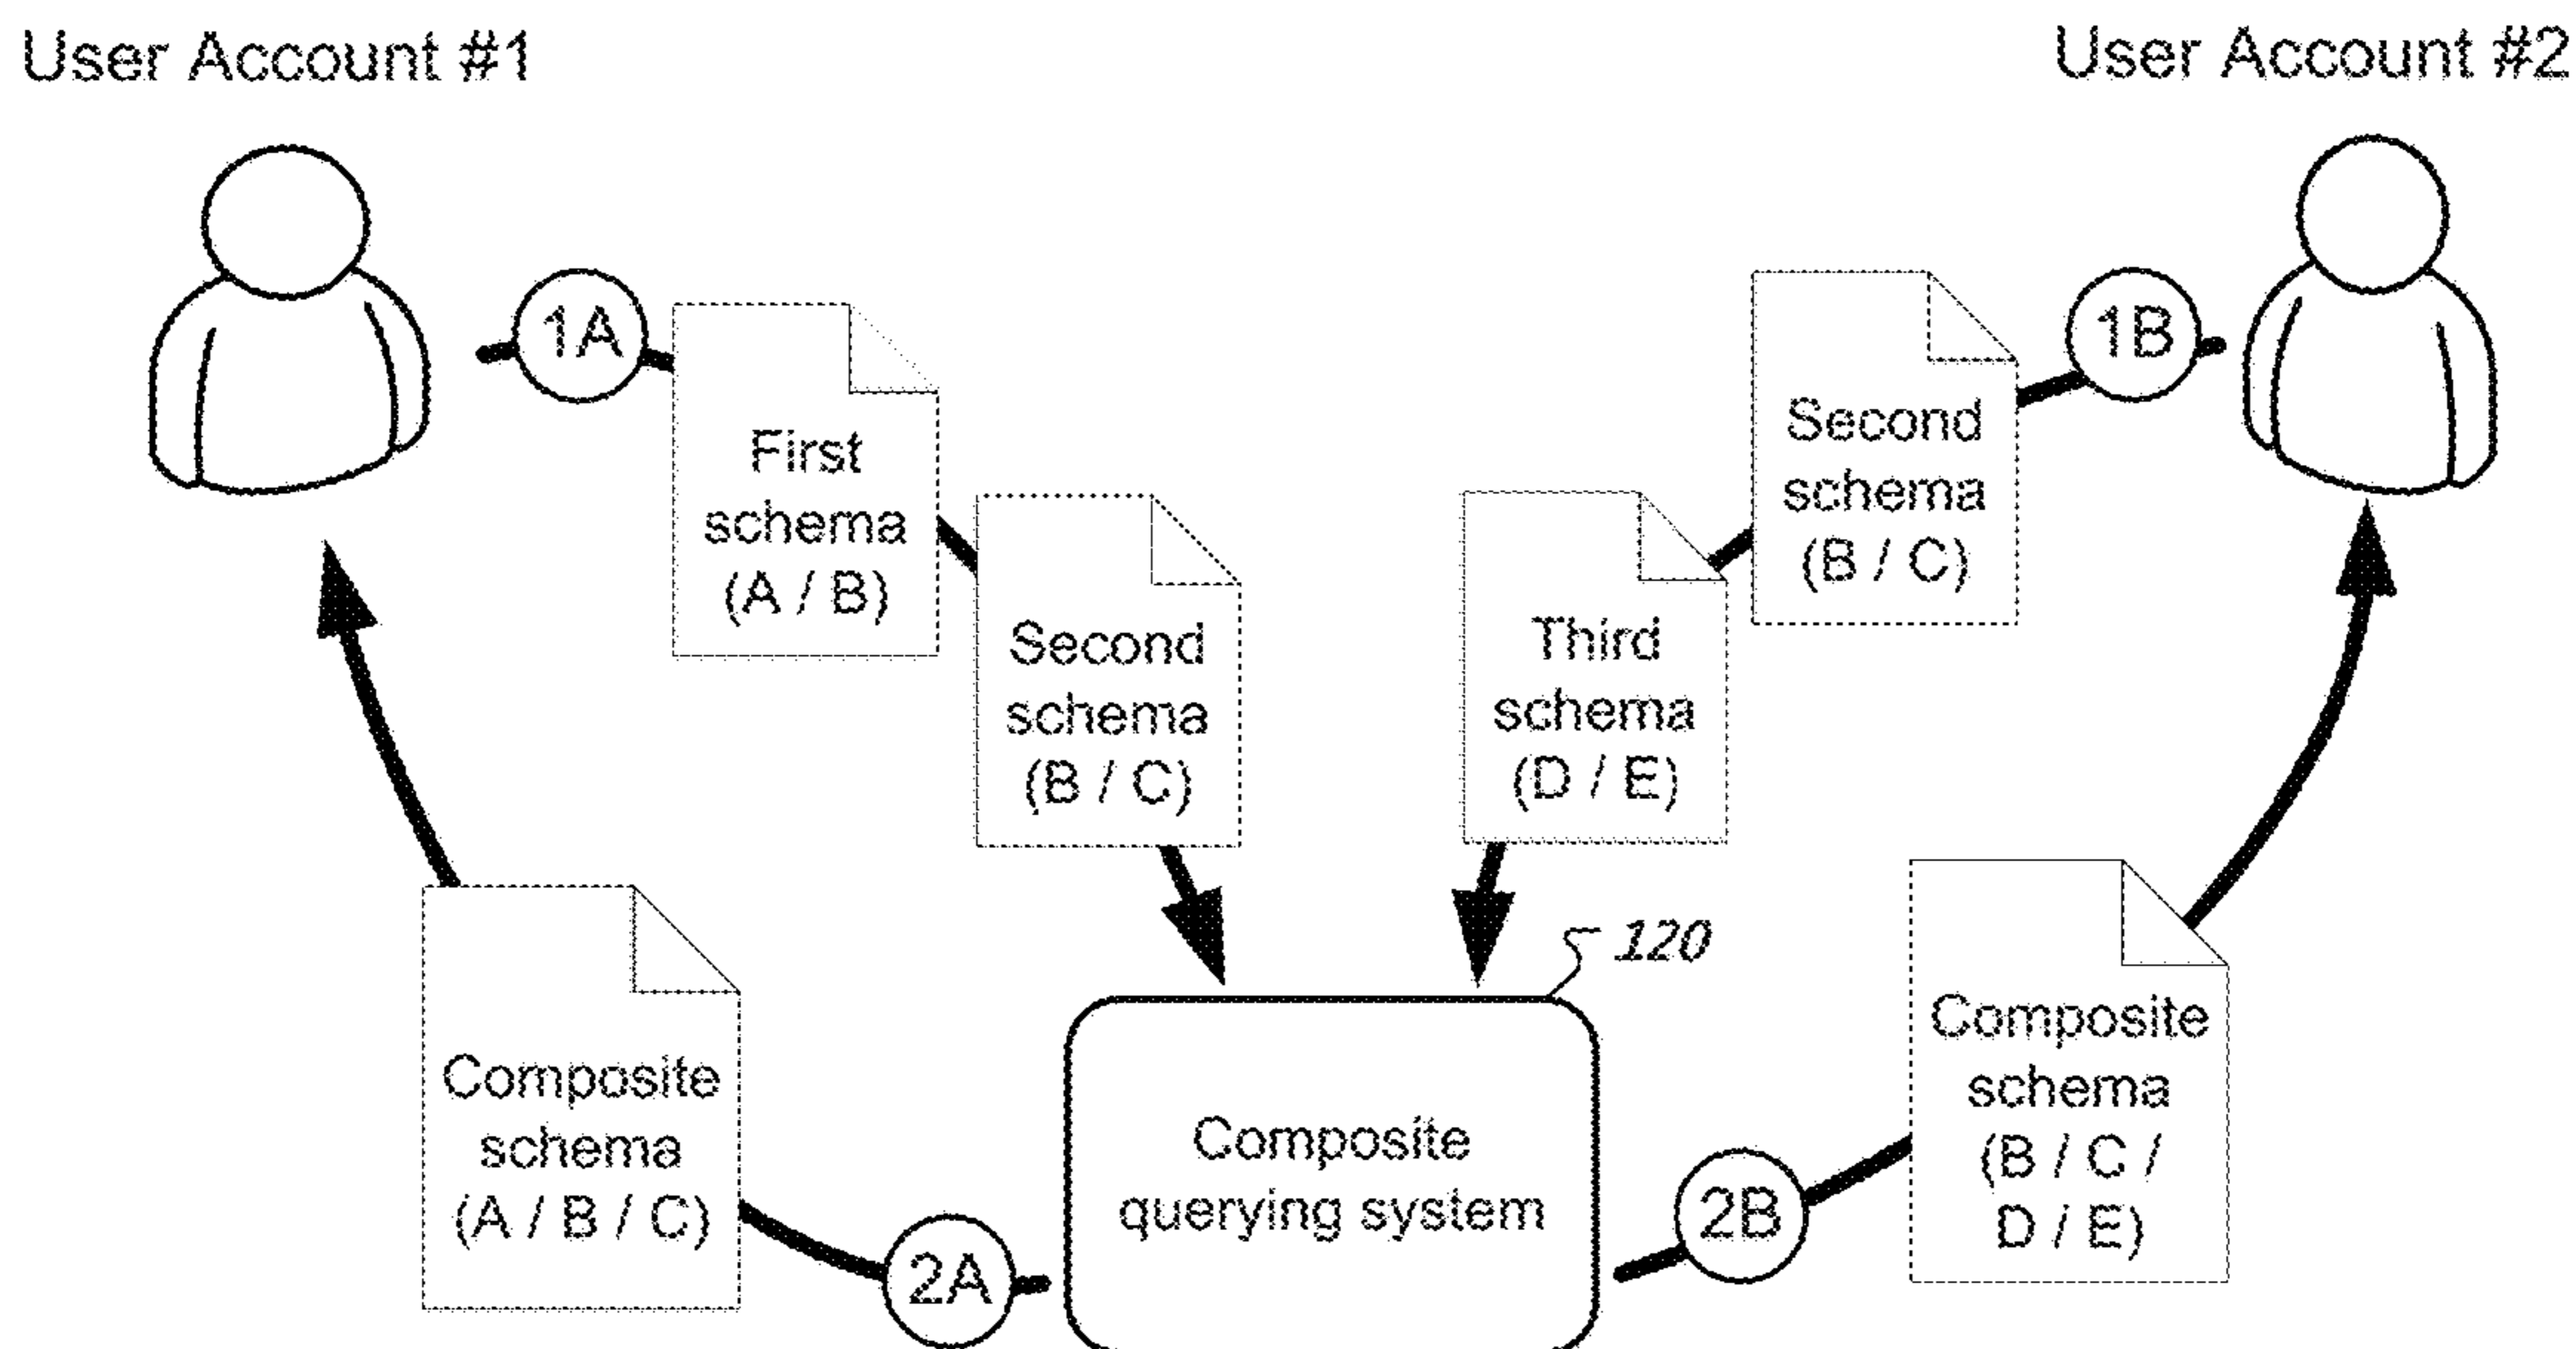 User Account #1
User Account #2
1A
First
schema
(A / B)
Second
schema
(B / C)
1B
Second
schema
(B / C)
Third
schema
(D / E)
120
Composite
querying system
2A
Composite
schema
(A / B / C)
2B
Composite
schema
(B / C /
D / E)